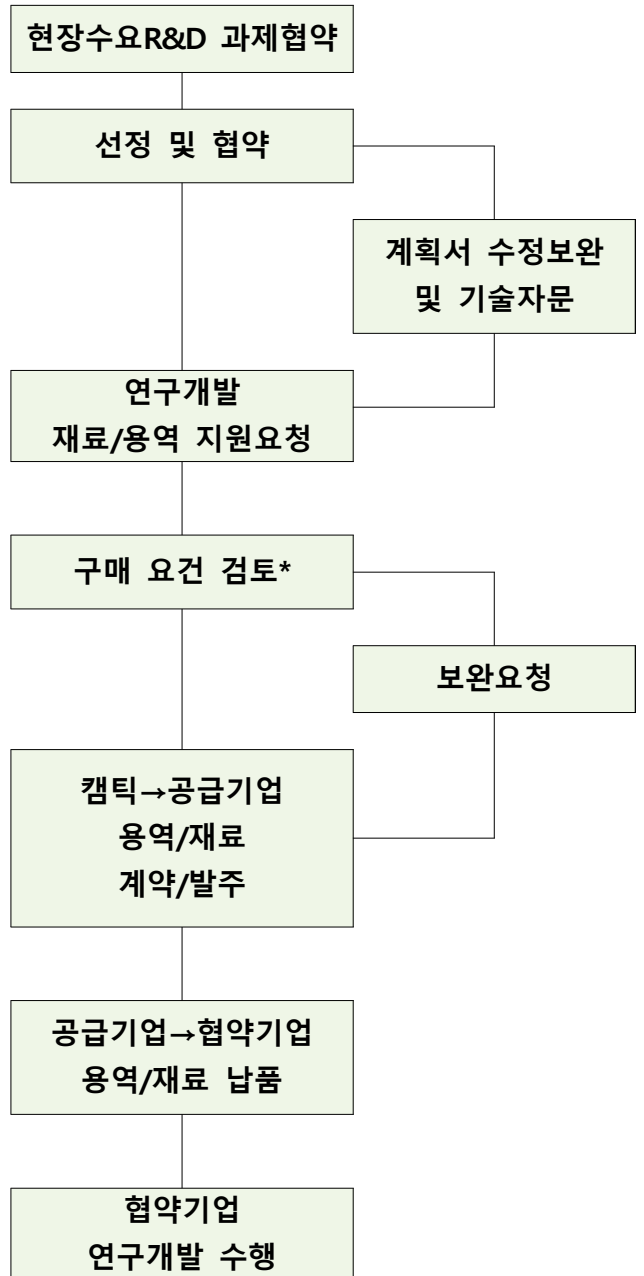 현장수요R&D 과제협약
선정 및 협약
계획서 수정보완
및 기술자문
연구개발
재료/용역 지원요청
구매 요건 검토*
보완요청
캠틱→공급기업
용역/재료
계약/발주
공급기업→협약기업
용역/재료 납품
협약기업
연구개발 수행